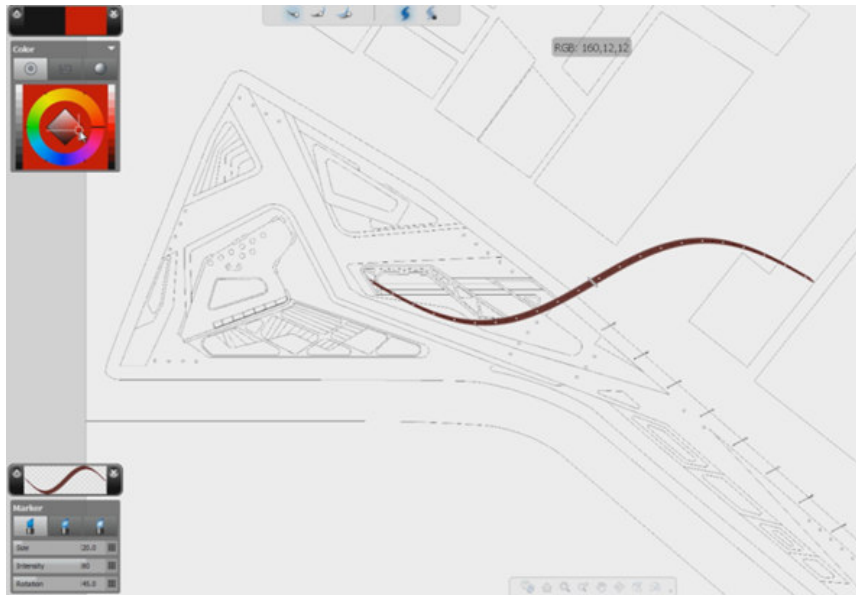 RGB: 160,12,12
Color
Marker
Size 20.0
Intensity 80
Rotation 45.0